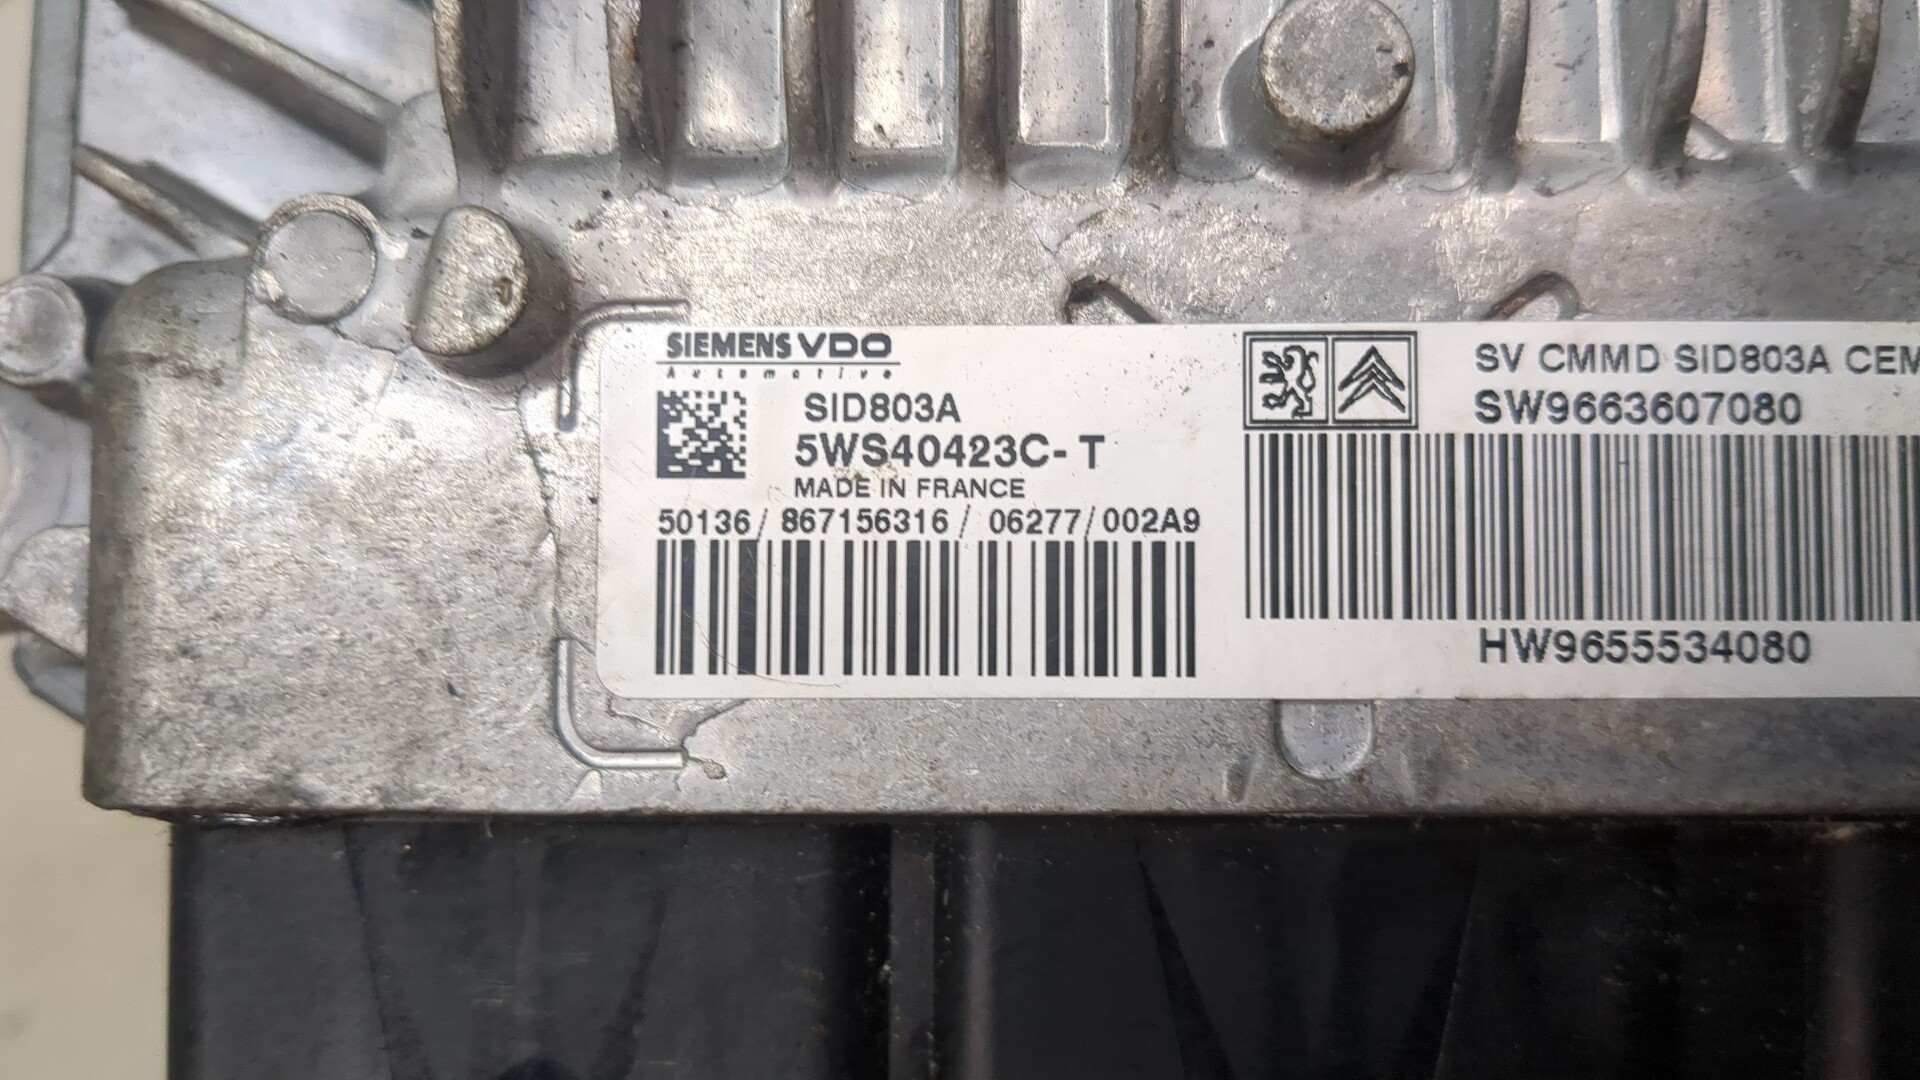 SIEMENS VDO
Automotive
SID803A
5WS40423C-T
MADE IN FRANCE
50136/867156316/06277/002A9
SV CMMD SID803A CEM
SW9663607080
HW9655534080